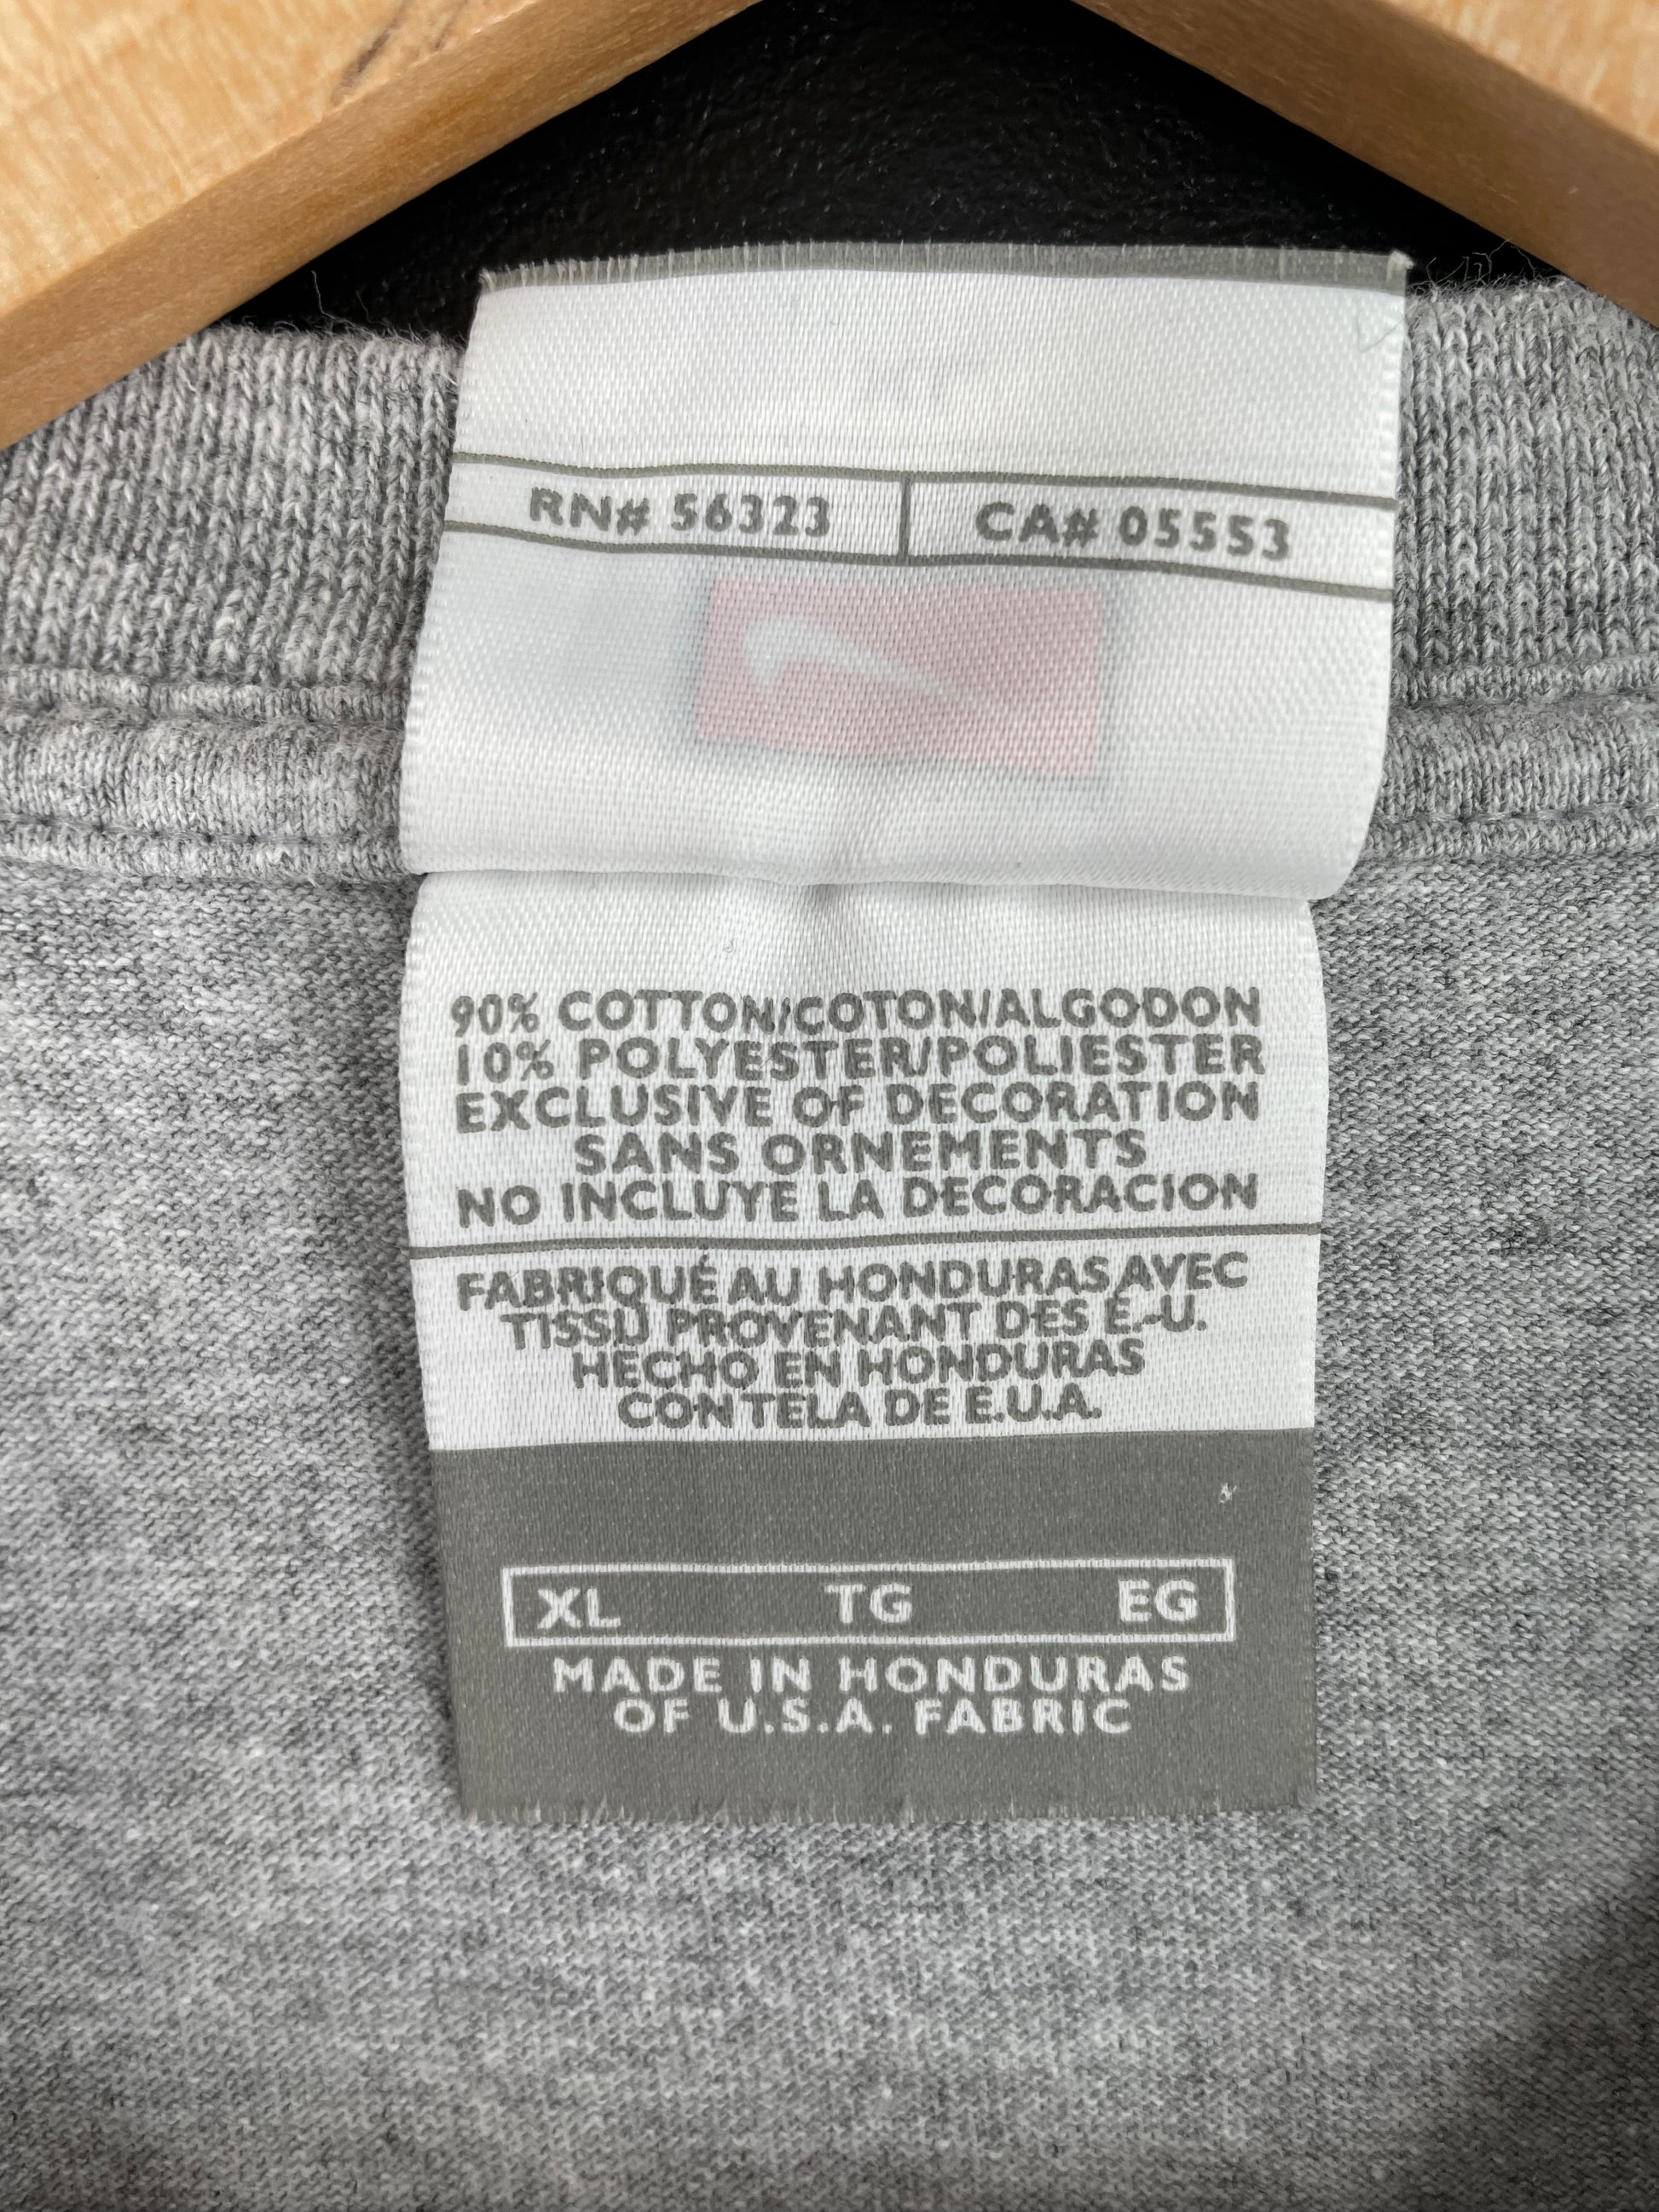 RN# 56323 CA# 05553
90% COTTON/COTON/ALGODON
10% POLYESTER/POLIESTER
EXCLUSIVE OF DECORATION
SANS ORNEMENTS
NO INCLUYE LA DECORACION
FABRIQUÉ AU HONDURAS AVEC
TISSU PROVENANT DES É.-U.
HECHO EN HONDURAS
CON TELA DE E.U.A.
XL TG EG
MADE IN HONDURAS
OF U.S.A. FABRIC